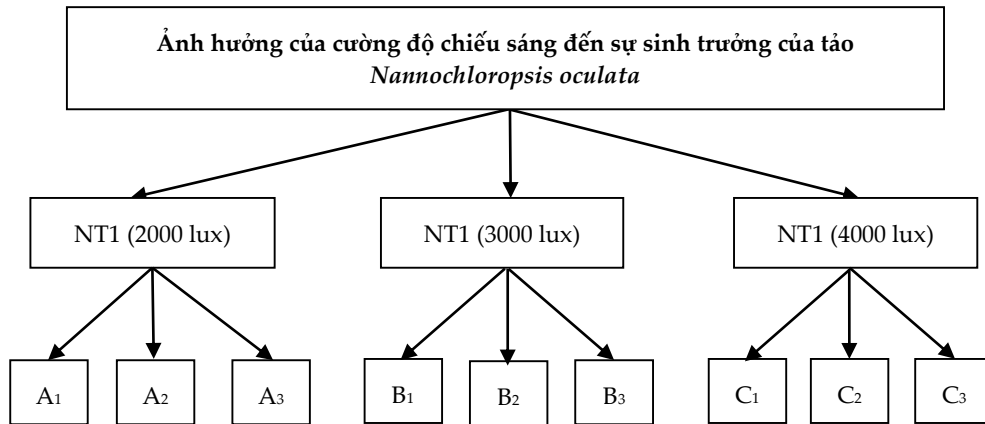 Ảnh hưởng của cường độ chiếu sáng đến sự sinh trưởng của tảo
Nannochloropsis oculata
NT1 (2000 lux)
NT1 (3000 lux)
NT1 (4000 lux)
A1
A2
A3
B1
B2
B3
C1
C2
C3